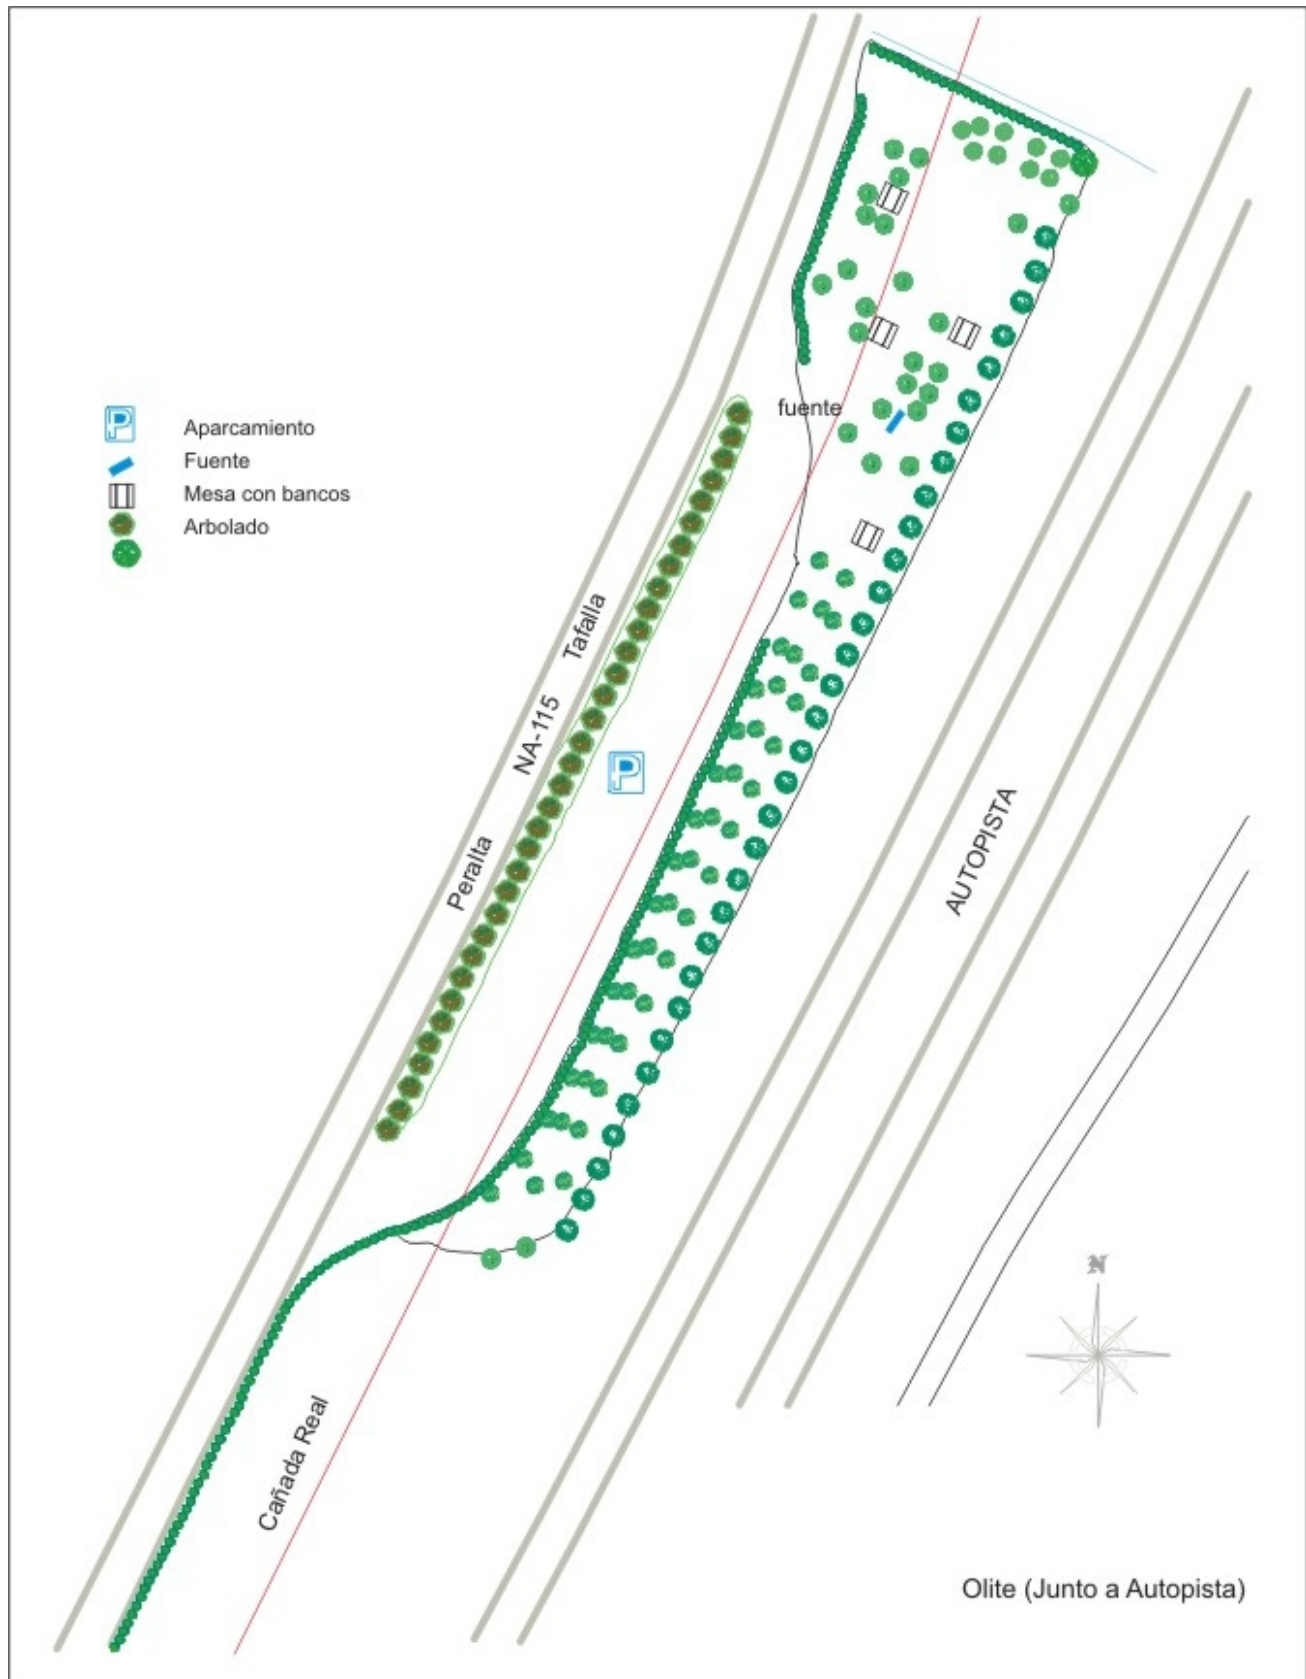 fuente
P
Aparcamiento
Fuente
Mesa con bancos
Arbolado
Tafalla
NA-115
Peralta
P
AUTOPISTA
N
Cañada Real
Olite (Junto a Autopista)